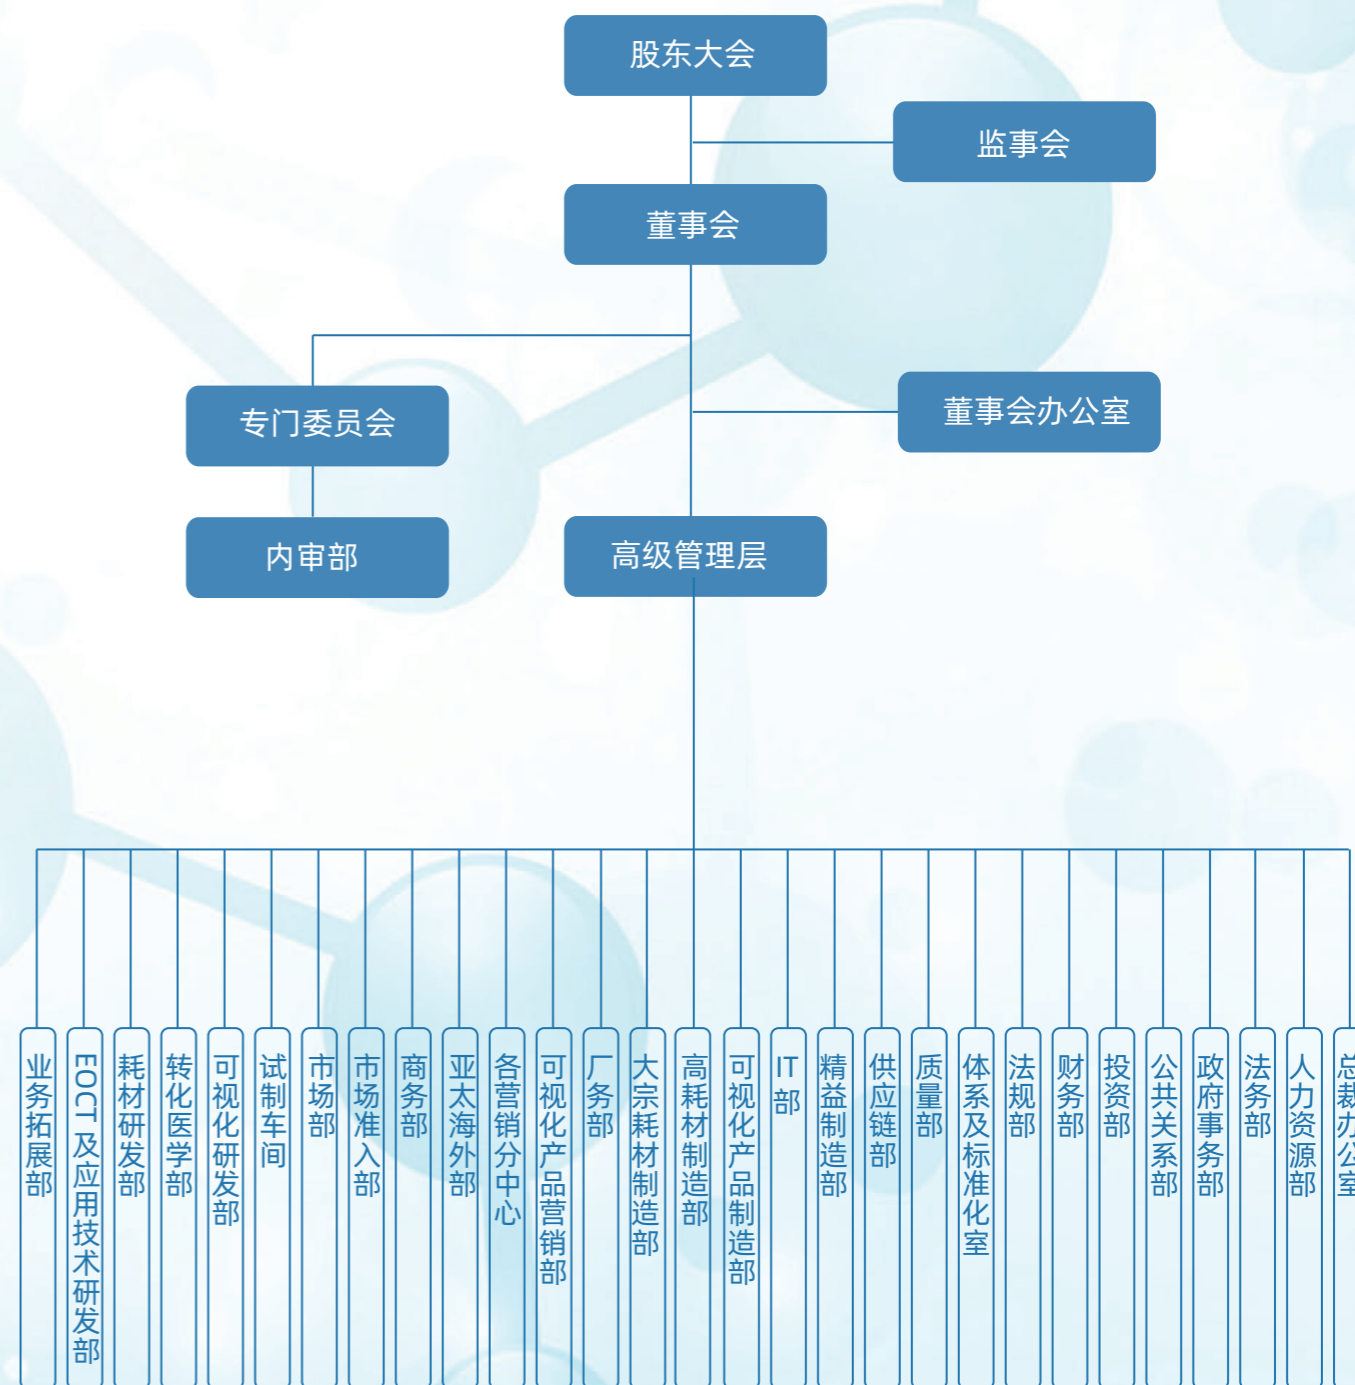 股东大会
监事会
董事会
专门委员会
董事会办公室
内审部
高级管理层
业务拓展部
EOCT 及应用技术研发部
耗材研发部
转化医学部
可视化研发部
试制车间
市场部
市场准入部
商务部
亚太海外部
各营销分中心
可视化产品营销部
厂务部
大宗耗材制造部
高耗材制造部
可视化产品制造部
IT部
精益制造部
供应链部
质量部
体系及标准化室
法规部
财务部
投资部
公共关系部
政府事务部
法务部
人力资源部
总裁办公室